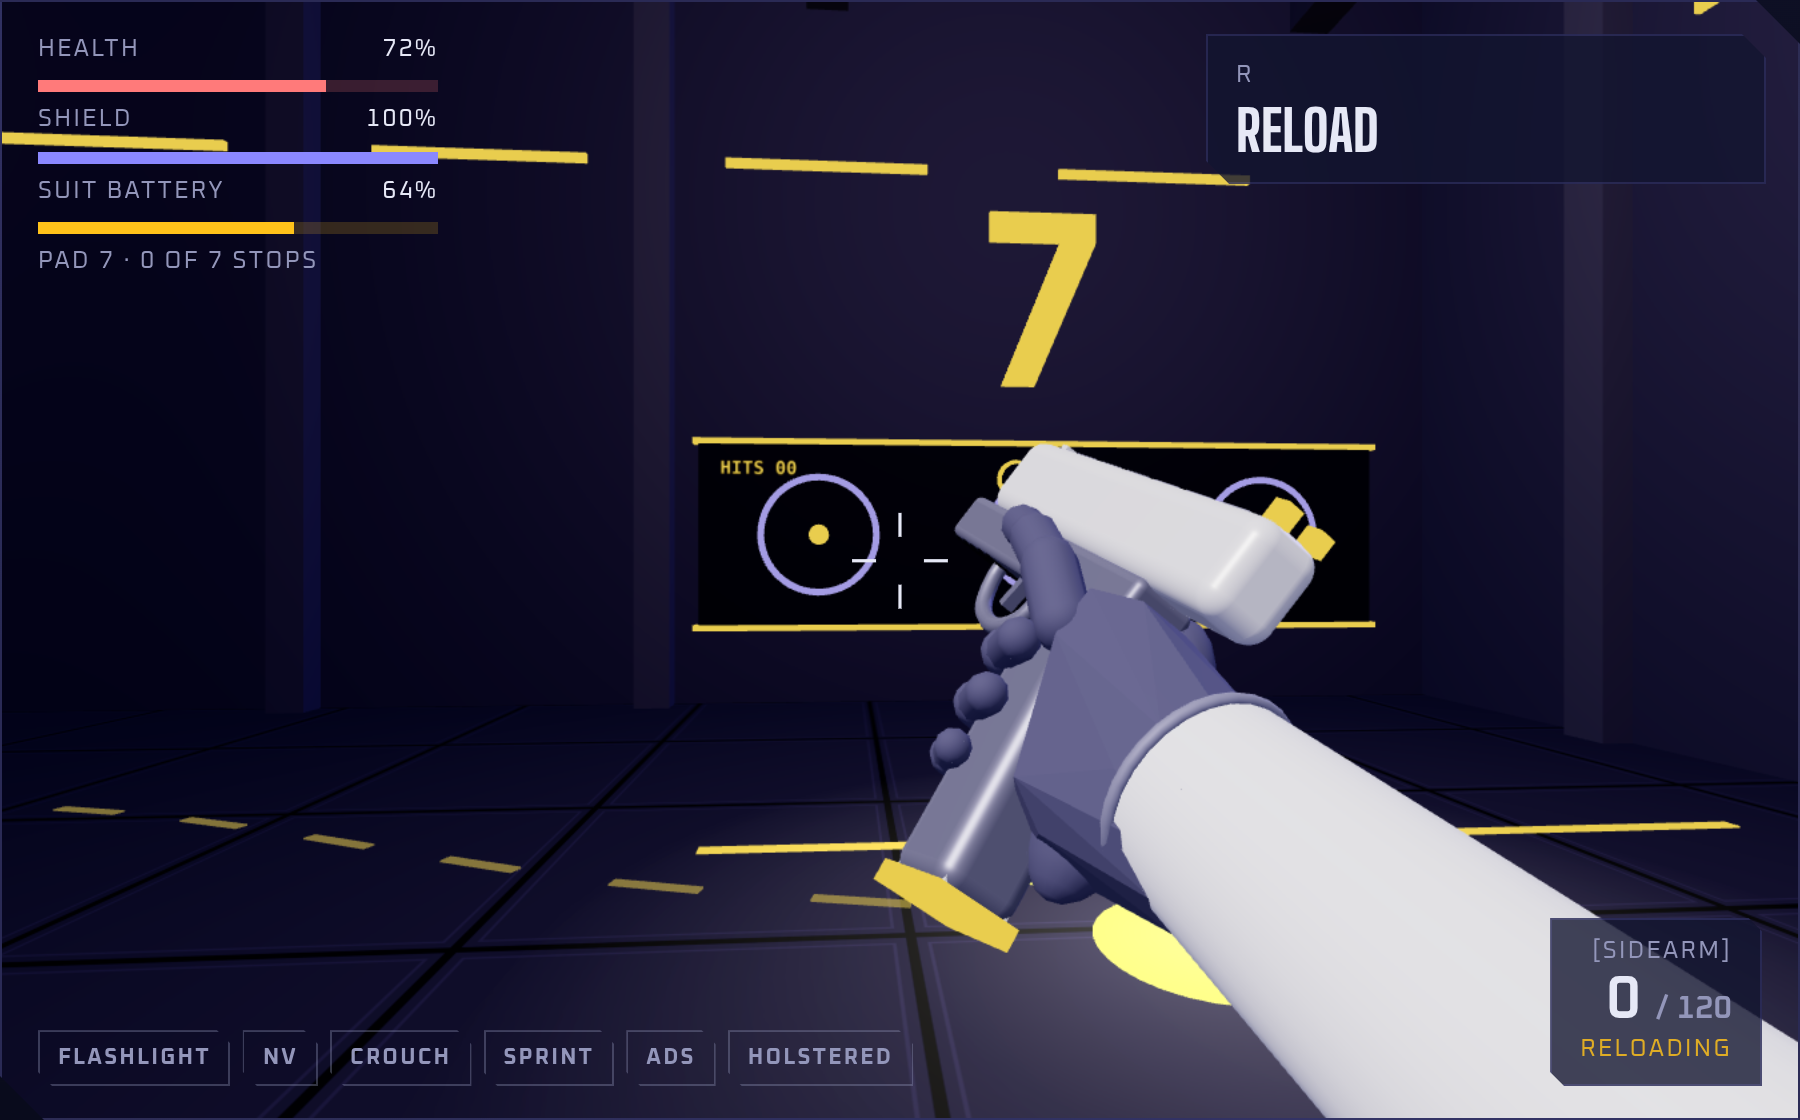 HEALTH 72%
SHIELD 100%
SUIT BATTERY 64%
PAD 7 · 0 OF 7 STOPS
R
RELOAD
7
HITS 00
[SIDEARM]
0 / 120
RELOADING
FLASHLIGHT NV CROUCH SPRINT ADS HOLSTERED